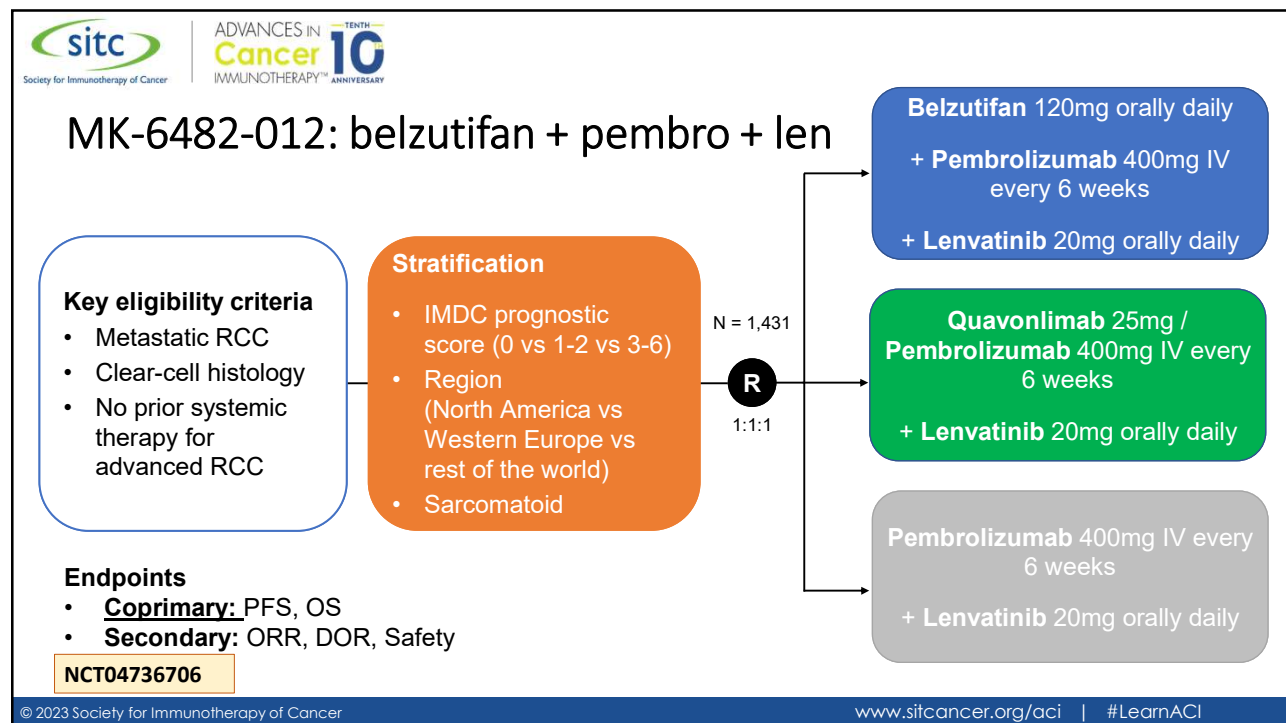 sitc
Society for Immunotherapy of Cancer
ADVANCES IN
Cancer
IMMUNOTHERAPY™
TENTH
10TH
ANNIVERSARY
MK-6482-012: belzutifan + pembro + len
Key eligibility criteria
• Metastatic RCC
• Clear-cell histology
• No prior systemic
therapy for
advanced RCC
Stratification
• IMDC prognostic
score (0 vs 1-2 vs 3-6)
• Region
(North America vs
Western Europe vs
rest of the world)
• Sarcomatoid
N = 1,431
R
1:1:1
Belzutifan 120mg orally daily
+ Pembrolizumab 400mg IV
every 6 weeks
+ Lenvatinib 20mg orally daily
Quavonlimab 25mg /
Pembrolizumab 400mg IV every
6 weeks
+ Lenvatinib 20mg orally daily
Pembrolizumab 400mg IV every
6 weeks
+ Lenvatinib 20mg orally daily
Endpoints
• Coprimary: PFS, OS
• Secondary: ORR, DOR, Safety
NCT04736706
© 2023 Society for Immunotherapy of Cancer
www.sitcancer.org/aci | #LearnACI